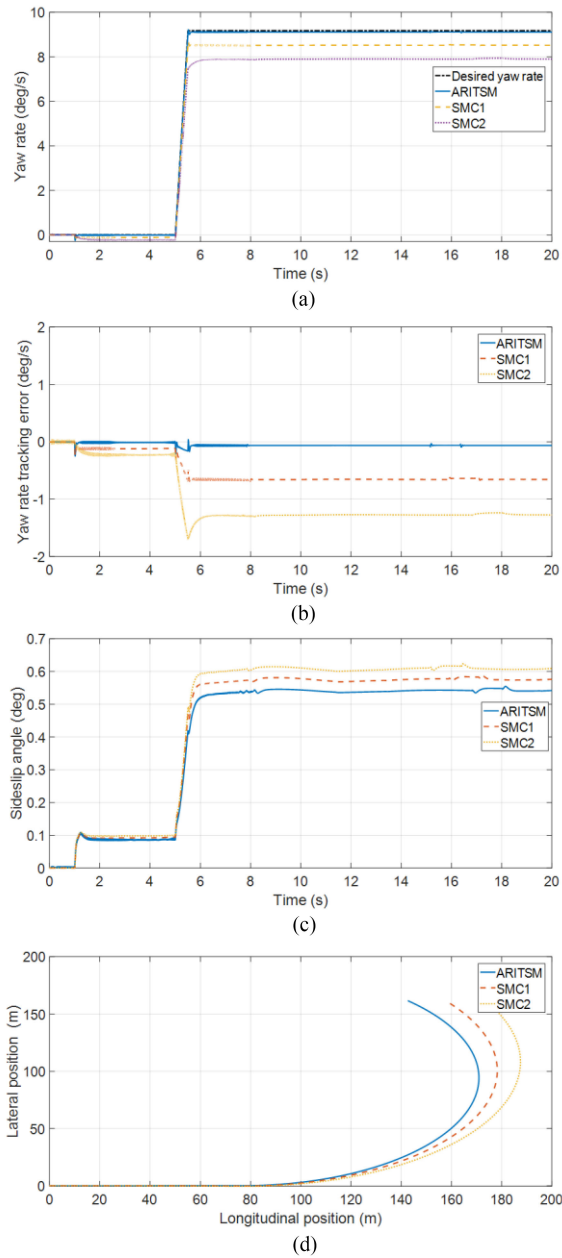 10
8
6
4
2
0
Yaw rate (deg/s)
Desired yaw rate
ARITSM
SMC1
SMC2
0 2 4 6 8 10 12 14 16 18 20
Time (s)
(a)
2
1
0
-1
-2
Yaw rate tracking error (deg/s)
ARITSM
SMC1
SMC2
0 2 4 6 8 10 12 14 16 18 20
Time (s)
(b)
0.7
0.6
0.5
0.4
0.3
0.2
0.1
0
Sideslip angle (deg)
ARITSM
SMC1
SMC2
0 2 4 6 8 10 12 14 16 18 20
Time (s)
(c)
200
150
100
50
0
Lateral position (m)
ARITSM
SMC1
SMC2
0 20 40 60 80 100 120 140 160 180 200
Longitudinal position (m)
(d)